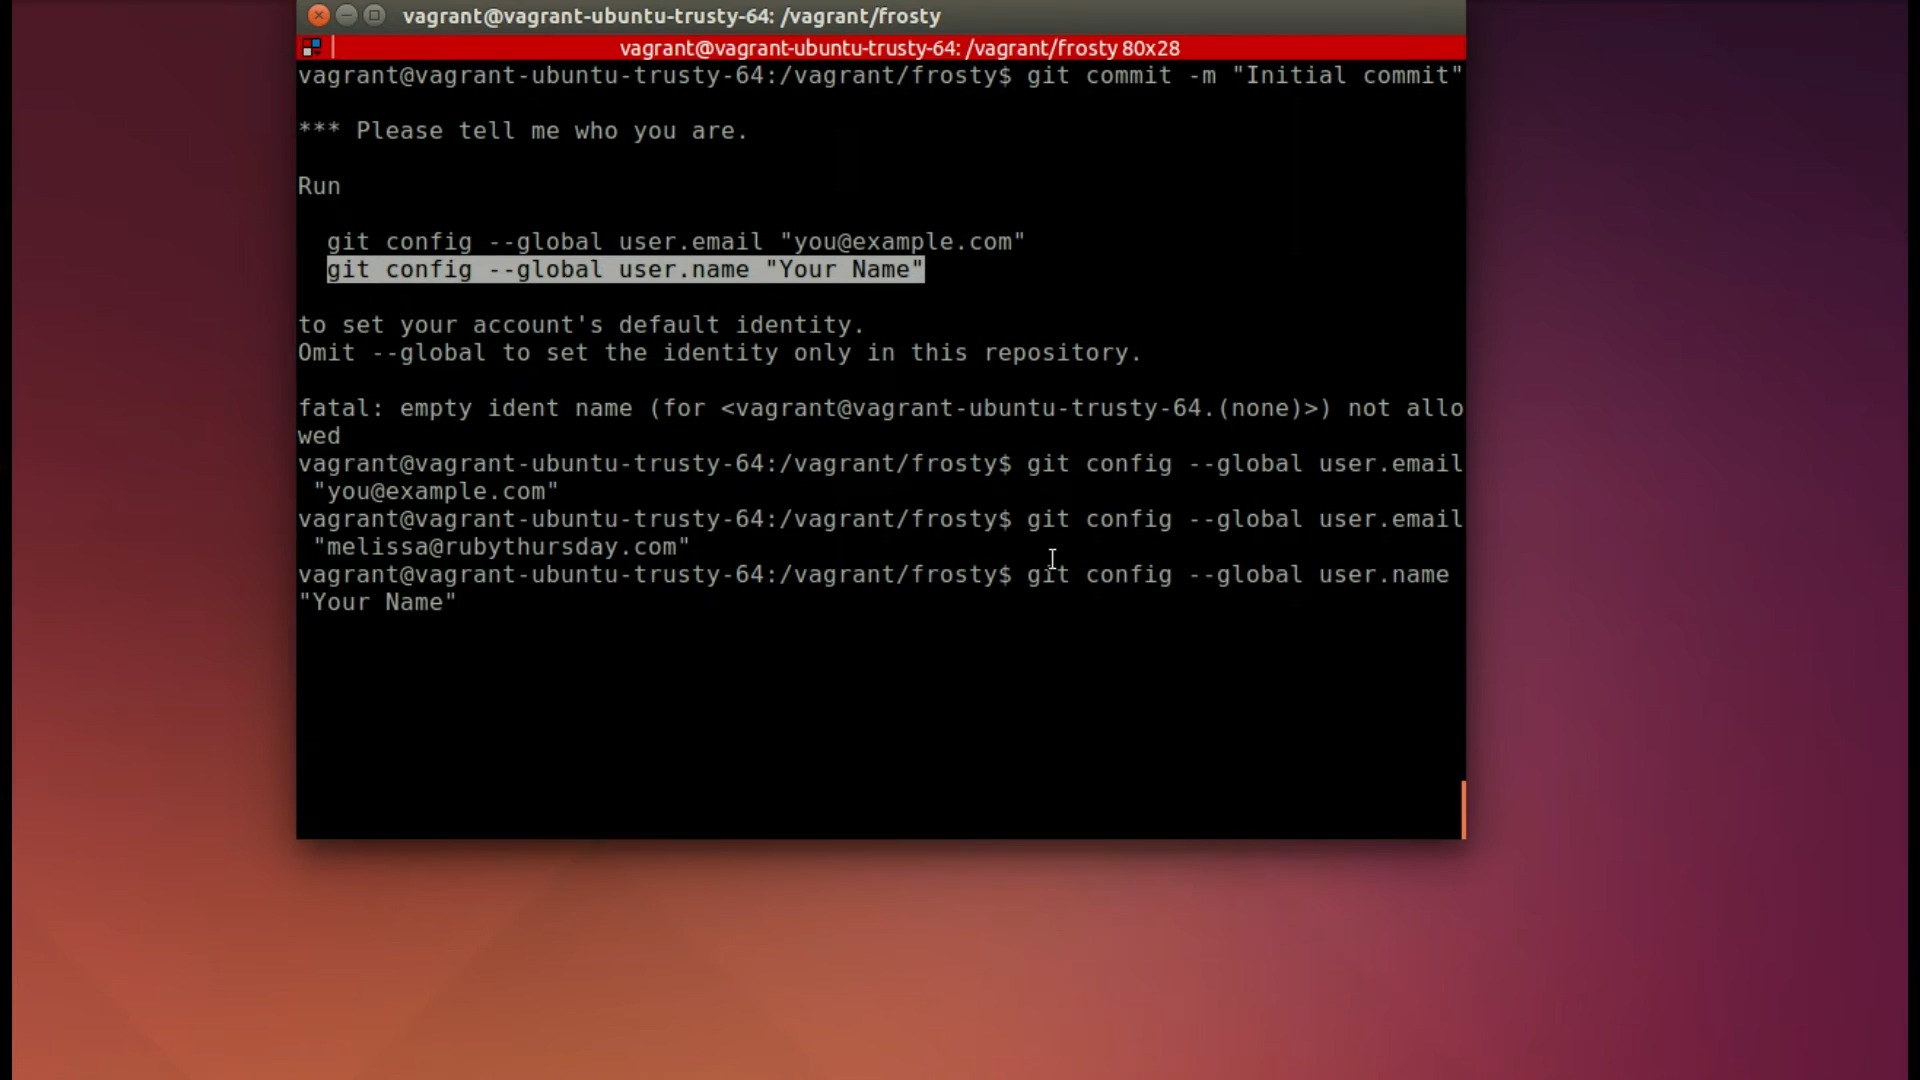 vagrant@vagrant-ubuntu-trusty-64: /vagrant/frosty
vagrant@vagrant-ubuntu-trusty-64: /vagrant/frosty 80x28
vagrant@vagrant-ubuntu-trusty-64:/vagrant/frosty$ git commit -m "Initial commit"
*** Please tell me who you are.
Run
git config --global user.email "you@example.com"
git config --global user.name "Your Name"
to set your account's default identity.
Omit --global to set the identity only in this repository.
fatal: empty ident name (for <vagrant@vagrant-ubuntu-trusty-64.(none)>) not allo
wed
vagrant@vagrant-ubuntu-trusty-64:/vagrant/frosty$ git config --global user.email
"you@example.com"
vagrant@vagrant-ubuntu-trusty-64:/vagrant/frosty$ git config --global user.email
"melissa@rubythursday.com"
vagrant@vagrant-ubuntu-trusty-64:/vagrant/frosty$ git config --global user.name
"Your Name"